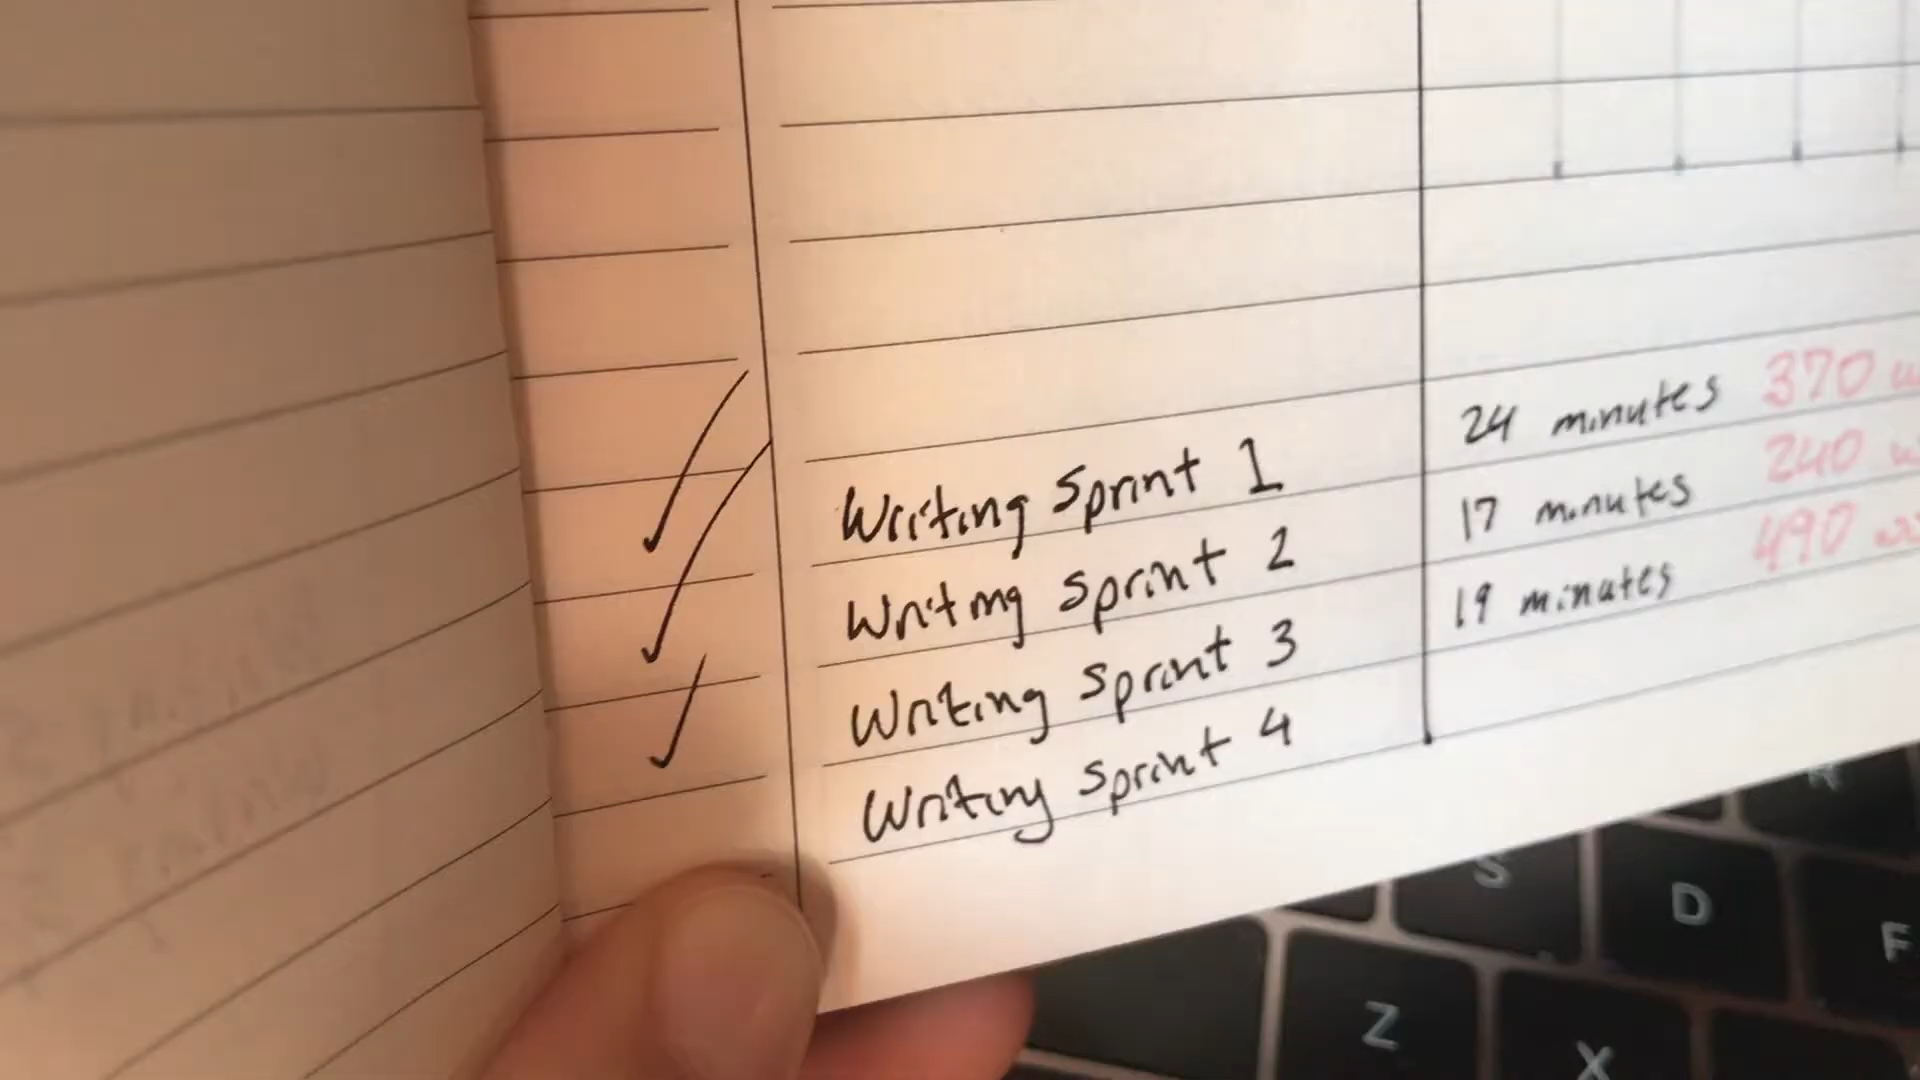 Writing Sprint 1 24 minutes 370
Writing Sprint 2 17 minutes 240
Writing Sprint 3 19 minutes 490
Writing Sprint 4
S D F
Z X